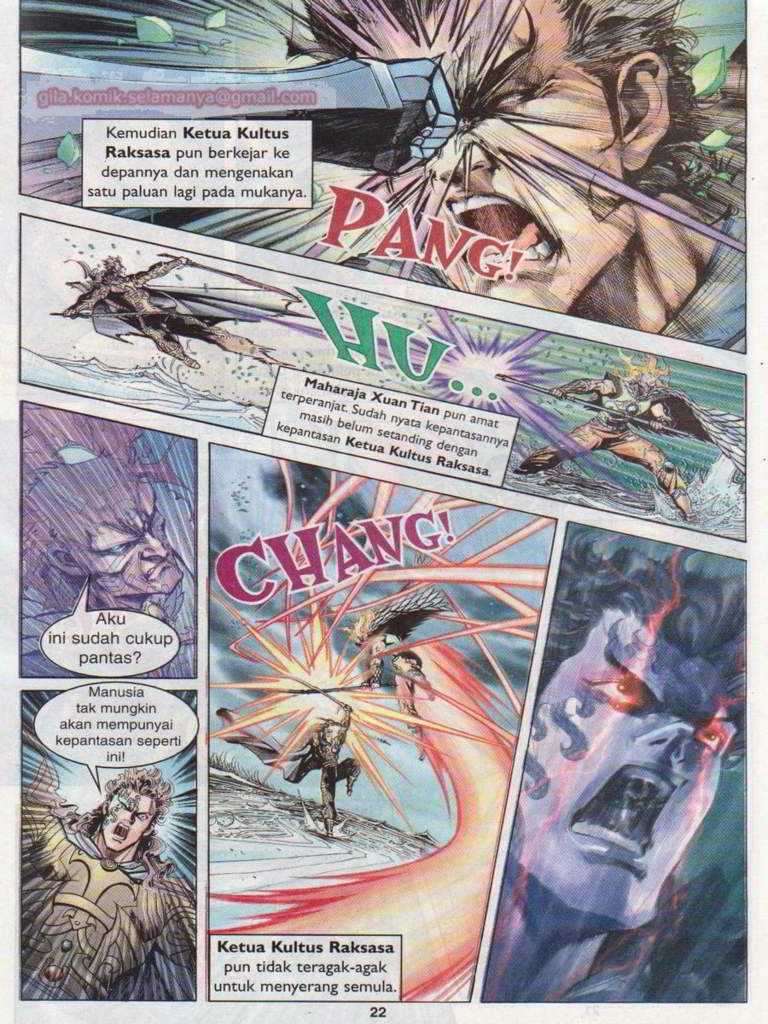 gila.komik.selamanya@gmail.com
Kemudian Ketua Kultus
Raksasa pun berkejar ke
depannya dan mengenakan
satu paluan lagi pada mukanya.
PANG!
HU...
Maharaja Xuan Tian pun amat
terperanjat. Sudah nyata kepantasannya
masih belum setanding dengan
kepantasan Ketua Kultus Raksasa.
Aku
ini sudah cukup
pantas?
Manusia
tak mungkin
akan mempunyai
kepantasan seperti
ini!
CHANG!
Ketua Kultus Raksasa
pun tidak teragak-agak
untuk menyerang semula.
22